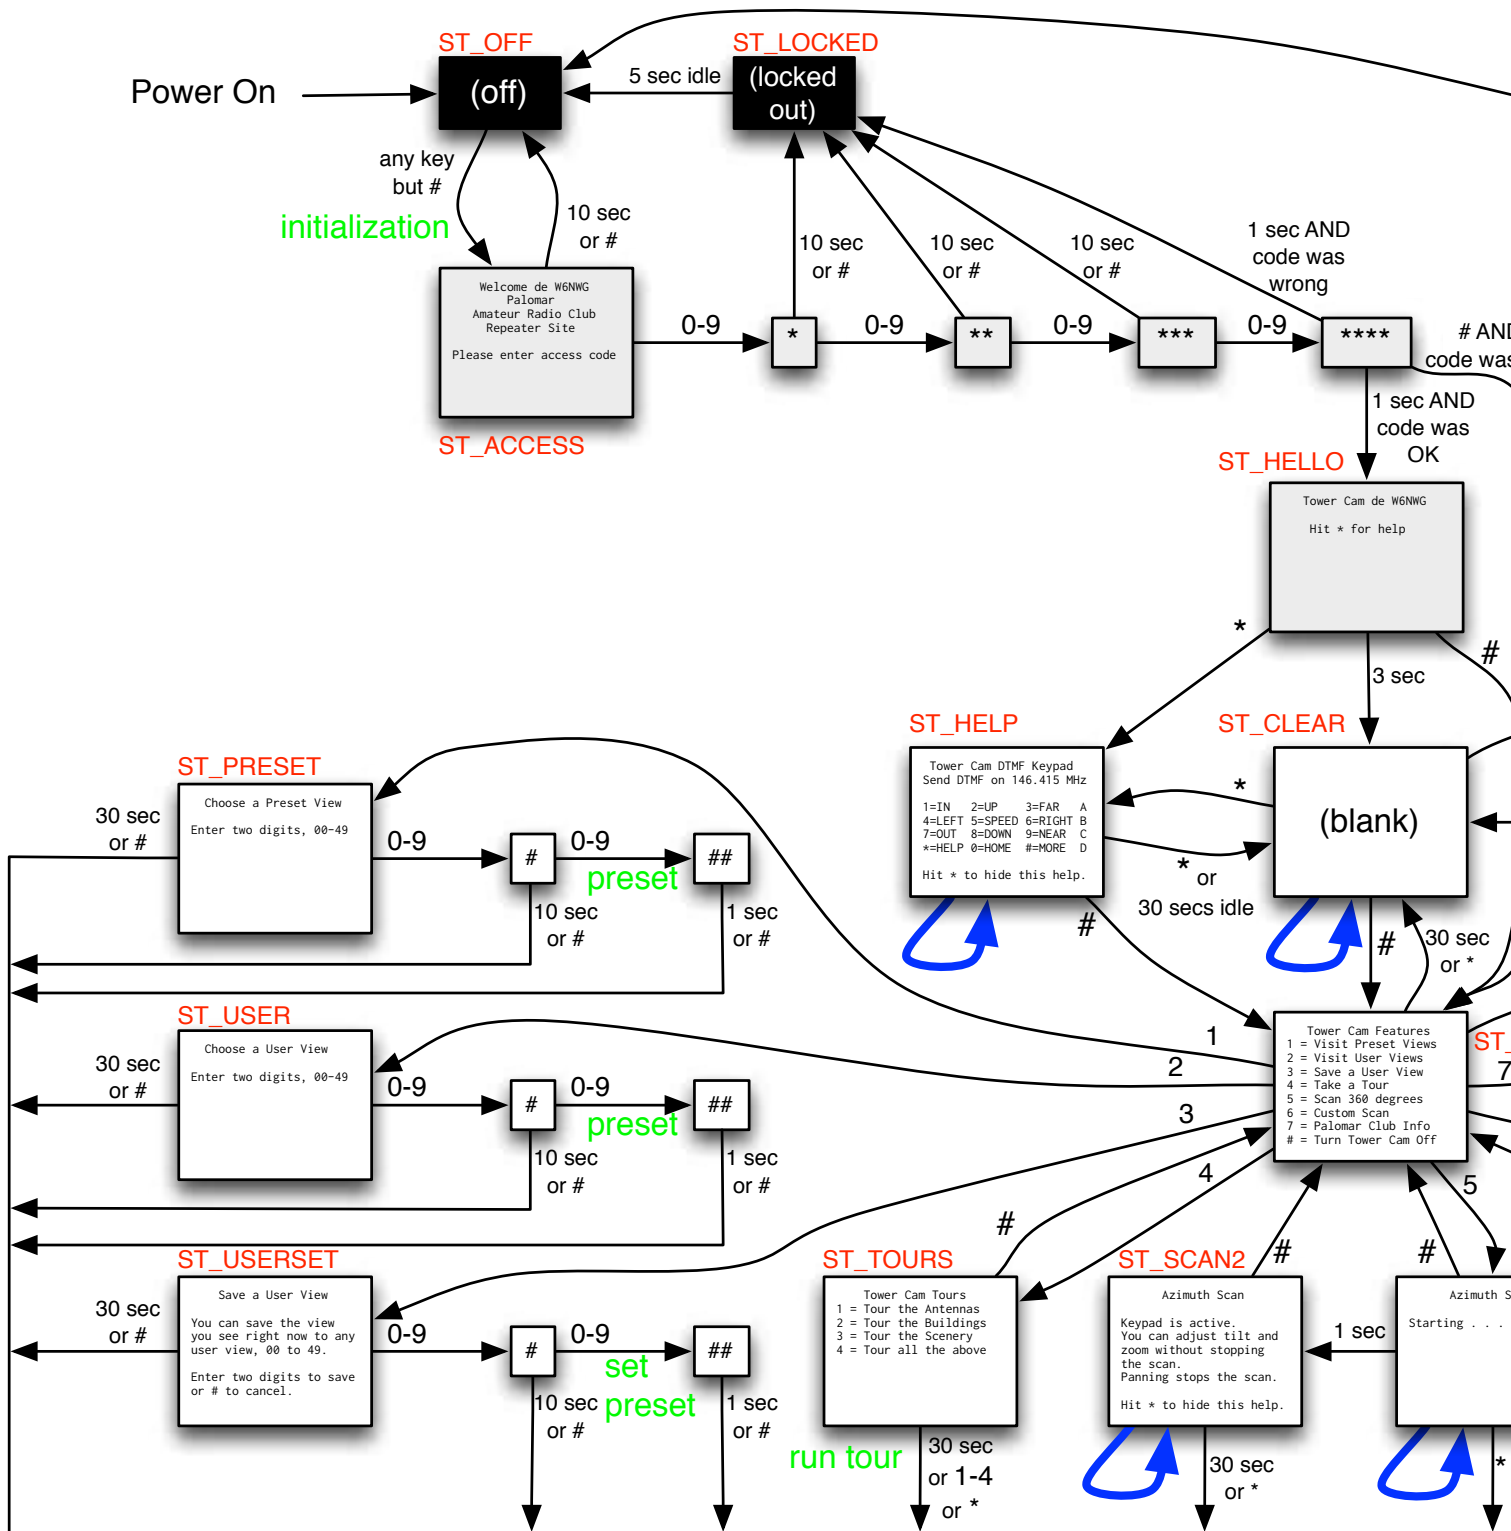 ST_OFF
ST_LOCKED
Power On
(off)
5 sec idle
(locked
out)
any key
but #
initialization
10 sec
or #
10 sec
or #
10 sec
or #
10 sec
or #
1 sec AND
code was
wrong
Welcome de W6NWG
Palomar
Amateur Radio Club
Repeater Site
Please enter access code
0-9
*
0-9
**
0-9
***
0-9
****
# AND
code was
ST_ACCESS
1 sec AND
code was
OK
ST_HELLO
Tower Cam de W6NWG
Hit * for help
*
3 sec
#
ST_HELP
ST_CLEAR
Tower Cam DTMF Keypad
Send DTMF on 146.415 MHz
1=IN 2=UP 3=FAR A
4=LEFT 5=SPEED 6=RIGHT B
7=OUT 8=DOWN 9=NEAR C
*=HELP 0=HOME #=MORE D
Hit * to hide this help.
*
(blank)
* or
30 secs idle
#
#
30 sec
or *
ST_PRESET
30 sec
or #
Choose a Preset View
Enter two digits, 00-49
0-9
#
0-9
preset
##
10 sec
or #
1 sec
or #
ST_USER
30 sec
or #
Choose a User View
Enter two digits, 00-49
0-9
#
0-9
preset
##
10 sec
or #
1 sec
or #
1
2
3
4
Tower Cam Features
1 = Visit Preset Views
2 = Visit User Views
3 = Save a User View
4 = Take a Tour
5 = Scan 360 degrees
6 = Custom Scan
7 = Palomar Club Info
# = Turn Tower Cam Off
ST_
7
5
ST_USERSET
30 sec
or #
Save a User View
You can save the view
you see right now to any
user view, 00 to 49.
Enter two digits to save
or # to cancel.
0-9
#
0-9
set
preset
##
10 sec
or #
1 sec
or #
#
ST_TOURS
Tower Cam Tours
1 = Tour the Antennas
2 = Tour the Buildings
3 = Tour the Scenery
4 = Tour all the above
run tour
30 sec
or 1-4
or *
ST_SCAN2
#
Azimuth Scan
Keypad is active.
You can adjust tilt and
zoom without stopping
the scan.
Panning stops the scan.
Hit * to hide this help.
30 sec
or *
1 sec
#
Azimuth S
Starting . . .
*